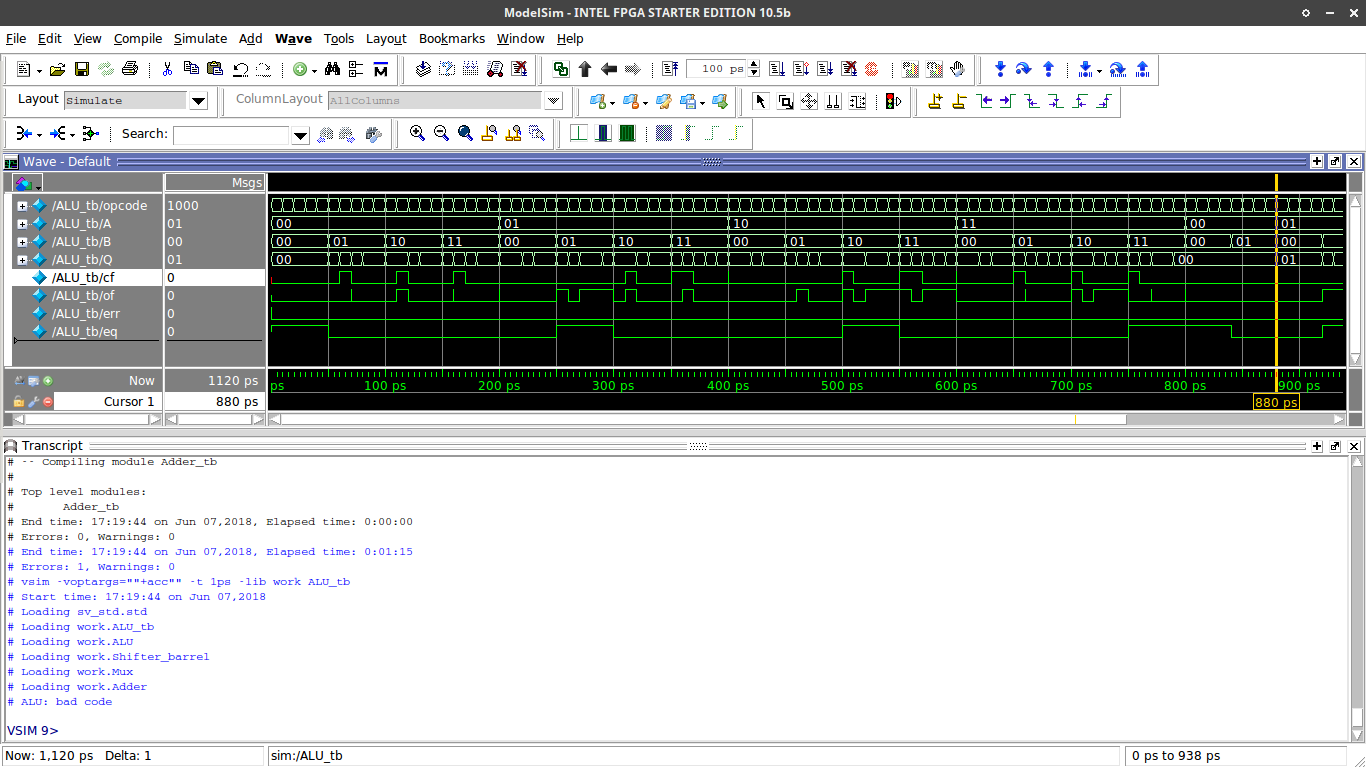 ModelSim - INTEL FPGA STARTER EDITION 10.5b
File Edit View Compile Simulate Add Wave Tools Layout Bookmarks Window Help
100 ps
Layout Simulate ColumnLayout AllColumns
Search:
Wave - Default
Msgs
/ALU_tb/opcode 1000
/ALU_tb/A 01 00 01 10 11 00 01
/ALU_tb/B 00 00 01 10 11 00 01 10 11 00 01 10 11 00 01 10 11 00 01 00
/ALU_tb/Q 01 00 00 01
/ALU_tb/cf 0
/ALU_tb/of 0
/ALU_tb/err 0
/ALU_tb/eq 0
Now 1120 ps ps 100 ps 200 ps 300 ps 400 ps 500 ps 600 ps 700 ps 800 ps 900 ps
Cursor 1 880 ps 880 ps
Transcript
# -- Compiling module Adder_tb
#
# Top level modules:
# Adder_tb
# End time: 17:19:44 on Jun 07,2018, Elapsed time: 0:00:00
# Errors: 0, Warnings: 0
# End time: 17:19:44 on Jun 07,2018, Elapsed time: 0:01:15
# Errors: 1, Warnings: 0
# vsim -voptargs=""+acc"" -t 1ps -lib work ALU_tb
# Start time: 17:19:44 on Jun 07,2018
# Loading sv_std.std
# Loading work.ALU_tb
# Loading work.ALU
# Loading work.Shifter_barrel
# Loading work.Mux
# Loading work.Adder
# ALU: bad code
VSIM 9>
Now: 1,120 ps Delta: 1 sim:/ALU_tb 0 ps to 938 ps